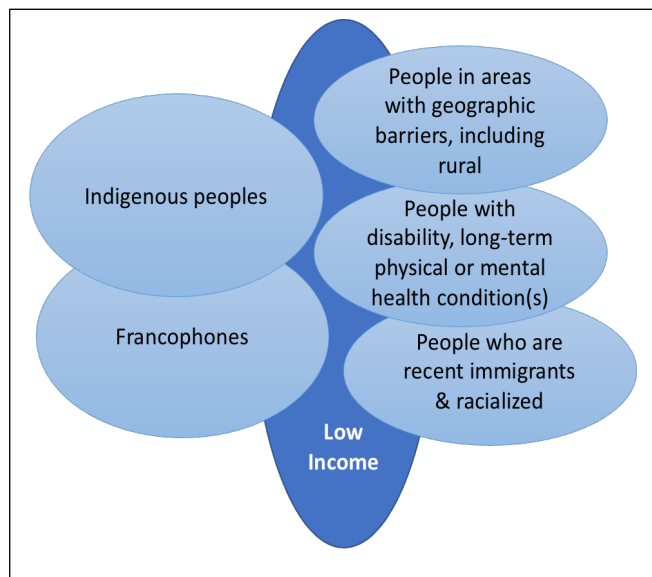 People in areas
with geographic
barriers, including
rural
Indigenous peoples
People with
disability, long-term
physical or mental
health condition(s)
Francophones
People who are
recent immigrants
& racialized
Low
Income